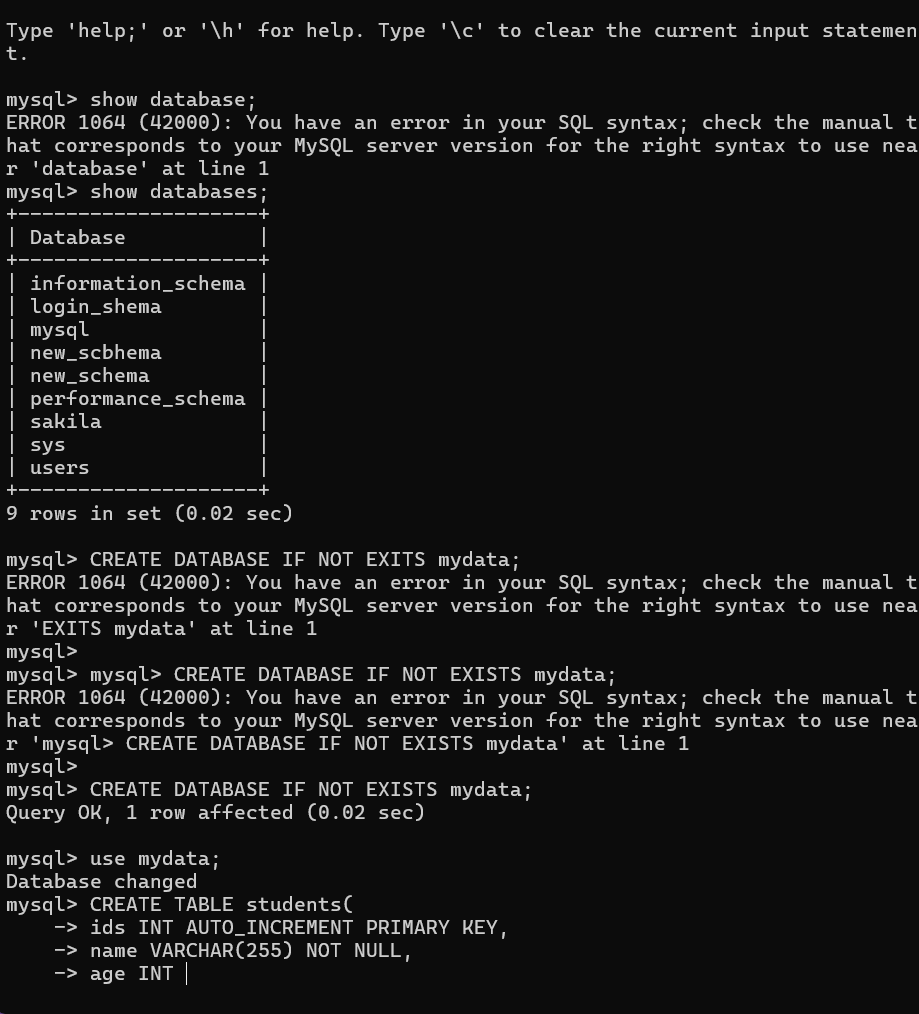 Type 'help;' or '\h' for help. Type '\c' to clear the current input statemen
t.
mysql> show database;
ERROR 1064 (42000): You have an error in your SQL syntax; check the manual t
hat corresponds to your MySQL server version for the right syntax to use nea
r 'database' at line 1
mysql> show databases;
+--------------------+
| Database           |
+--------------------+
| information_schema |
| login_shema        |
| mysql              |
| new_scbhema        |
| new_schema         |
| performance_schema |
| sakila             |
| sys                |
| users              |
+--------------------+
9 rows in set (0.02 sec)
mysql> CREATE DATABASE IF NOT EXITS mydata;
ERROR 1064 (42000): You have an error in your SQL syntax; check the manual t
hat corresponds to your MySQL server version for the right syntax to use nea
r 'EXITS mydata' at line 1
mysql>
mysql> mysql> CREATE DATABASE IF NOT EXISTS mydata;
ERROR 1064 (42000): You have an error in your SQL syntax; check the manual t
hat corresponds to your MySQL server version for the right syntax to use nea
r 'mysql> CREATE DATABASE IF NOT EXISTS mydata' at line 1
mysql>
mysql> CREATE DATABASE IF NOT EXISTS mydata;
Query OK, 1 row affected (0.02 sec)
mysql> use mydata;
Database changed
mysql> CREATE TABLE students(
    -> ids INT AUTO_INCREMENT PRIMARY KEY,
    -> name VARCHAR(255) NOT NULL,
    -> age INT